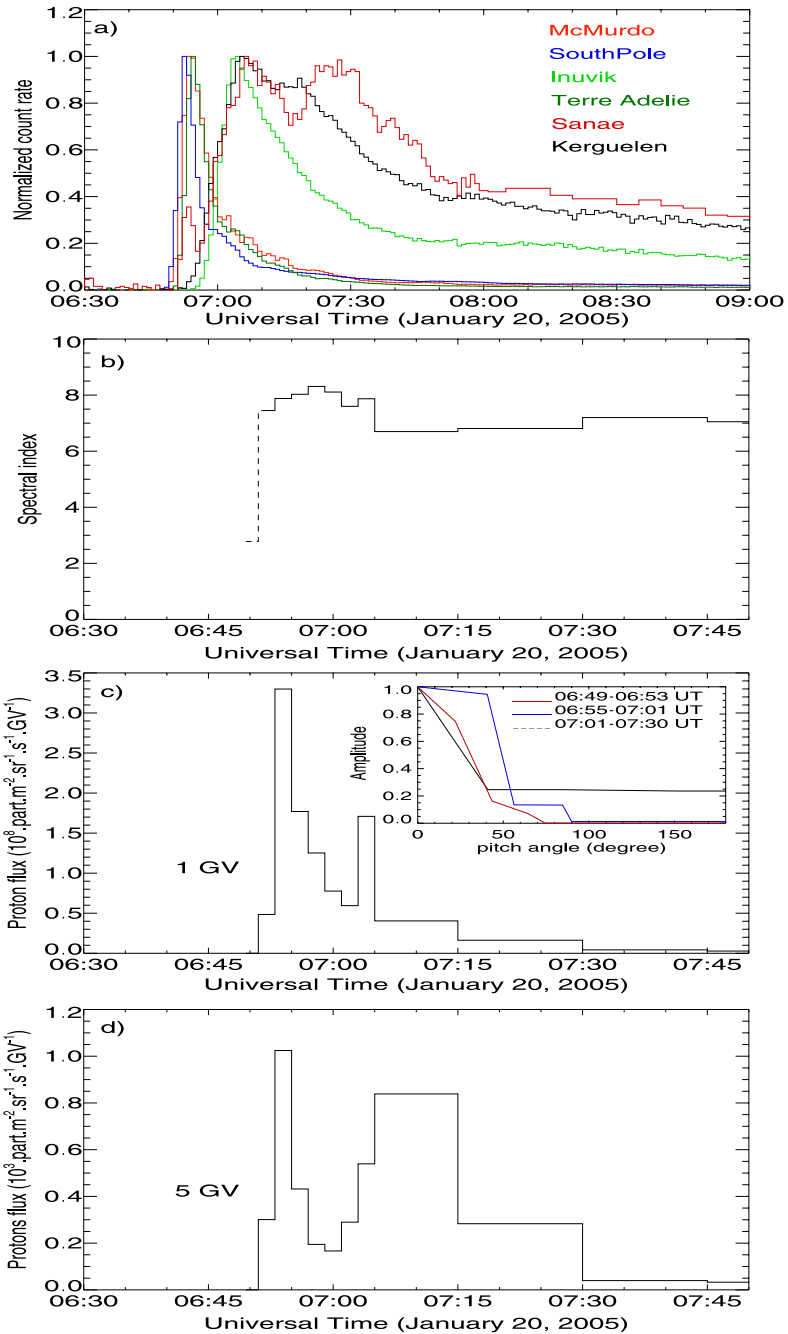 a)
McMurdo
SouthPole
Inuvik
Terre Adelie
Sanae
Kerguelen
Normalized count rate
1.2
1.0
0.8
0.6
0.4
0.2
0.0
06:30 07:00 07:30 08:00 08:30 09:00
Universal Time (January 20, 2005)
b)
Spectral index
10
8
6
4
2
0
06:30 06:45 07:00 07:15 07:30 07:45
Universal Time (January 20, 2005)
c)
Proton flux (10⁸.part.m⁻².sr⁻¹.s⁻¹.GV⁻¹)
3.5
3.0
2.5
2.0
1.5
1.0
0.5
0.0
1 GV
06:49-06:53 UT
06:55-07:01 UT
07:01-07:30 UT
Amplitude
1.0
0.8
0.6
0.4
0.2
0.0
0 50 100 150
pitch angle (degree)
06:30 06:45 07:00 07:15 07:30 07:45
Universal Time (January 20, 2005)
d)
Protons flux (10³.part.m⁻².sr⁻¹.s⁻¹.GV⁻¹)
1.2
1.0
0.8
0.6
0.4
0.2
0.0
5 GV
06:30 06:45 07:00 07:15 07:30 07:45
Universal Time (January 20, 2005)